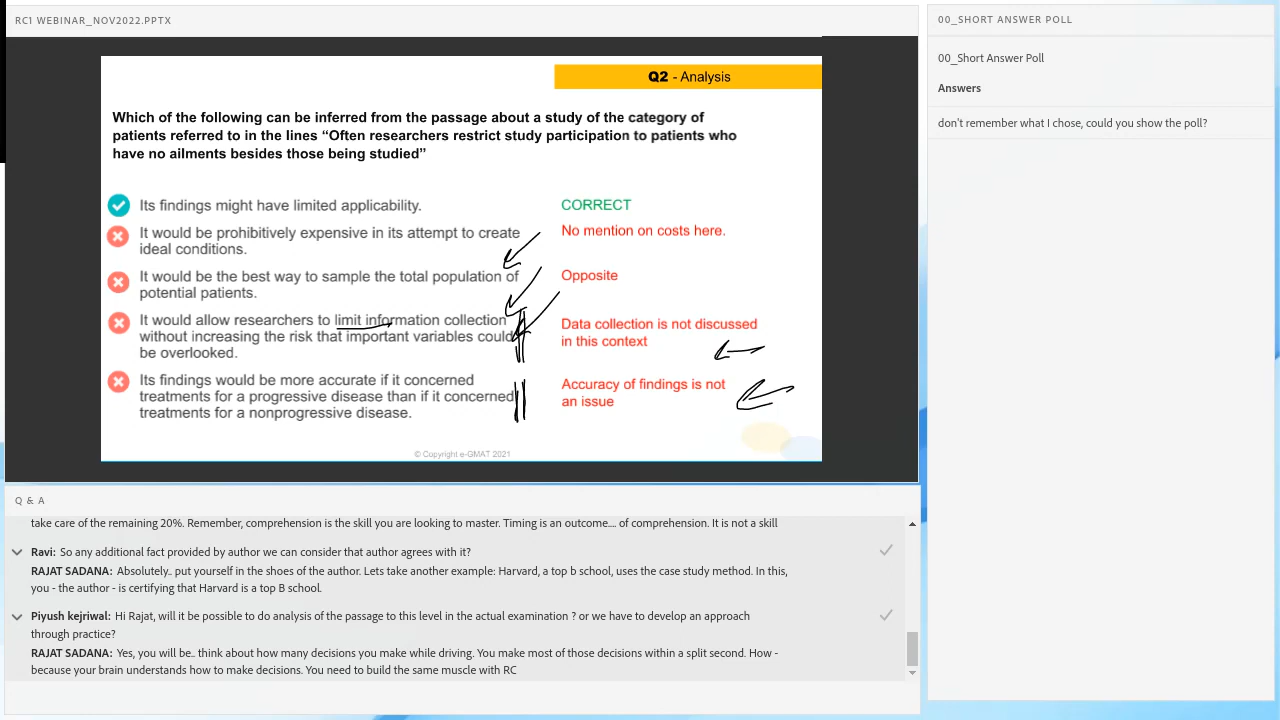 RC1 WEBINAR_NOV2022.PPTX
Q2 - Analysis
Which of the following can be inferred from the passage about a study of the category of
patients referred to in the lines “Often researchers restrict study participation to patients who
have no ailments besides those being studied”
Its findings might have limited applicability.
CORRECT
It would be prohibitively expensive in its attempt to create
ideal conditions.
No mention on costs here.
It would be the best way to sample the total population of
potential patients.
Opposite
It would allow researchers to limit information collection
without increasing the risk that important variables could
be overlooked.
Data collection is not discussed
in this context
Its findings would be more accurate if it concerned
treatments for a progressive disease than if it concerned
treatments for a nonprogressive disease.
Accuracy of findings is not
an issue
© Copyright e-GMAT 2021
Q & A
take care of the remaining 20%. Remember, comprehension is the skill you are looking to master. Timing is an outcome.... of comprehension. It is not a skill
Ravi: So any additional fact provided by author we can consider that author agrees with it?
RAJAT SADANA: Absolutely.. put yourself in the shoes of the author. Lets take another example: Harvard, a top b school, uses the case study method. In this,
you - the author - is certifying that Harvard is a top B school.
Piyush kejriwal: Hi Rajat, will it be possible to do analysis of the passage to this level in the actual examination ? or we have to develop an approach
through practice?
RAJAT SADANA: Yes, you will be.. think about how many decisions you make while driving. You make most of those decisions within a split second. How -
because your brain understands how to make decisions. You need to build the same muscle with RC
00_SHORT ANSWER POLL
00_Short Answer Poll
Answers
don't remember what I chose, could you show the poll?